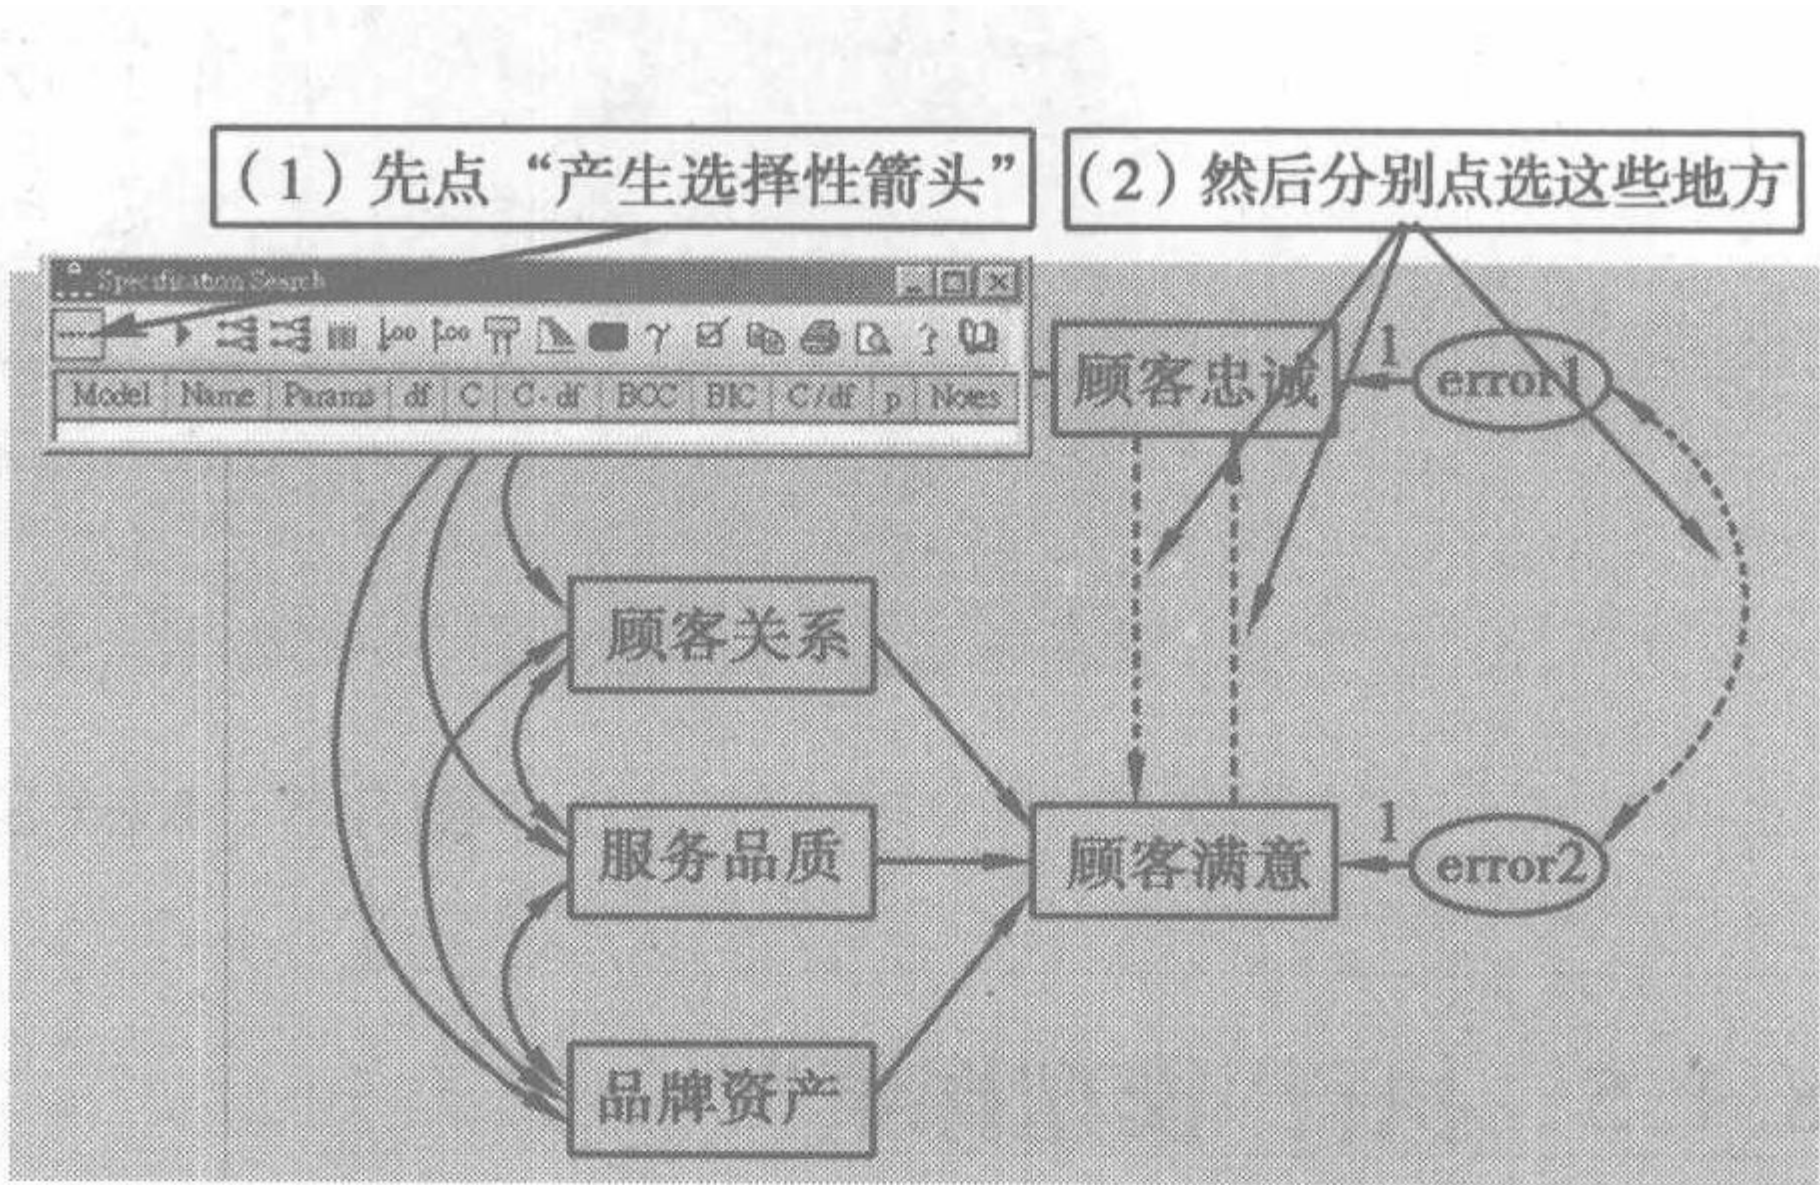 （1）先点“产生选择性箭头”
（2）然后分别点选这些地方
Specification Search
Model Name Params df C C - df BCC BIC C / df p Notes
顾客忠诚
1
error1
顾客关系
服务品质
顾客满意
1
error2
品牌资产